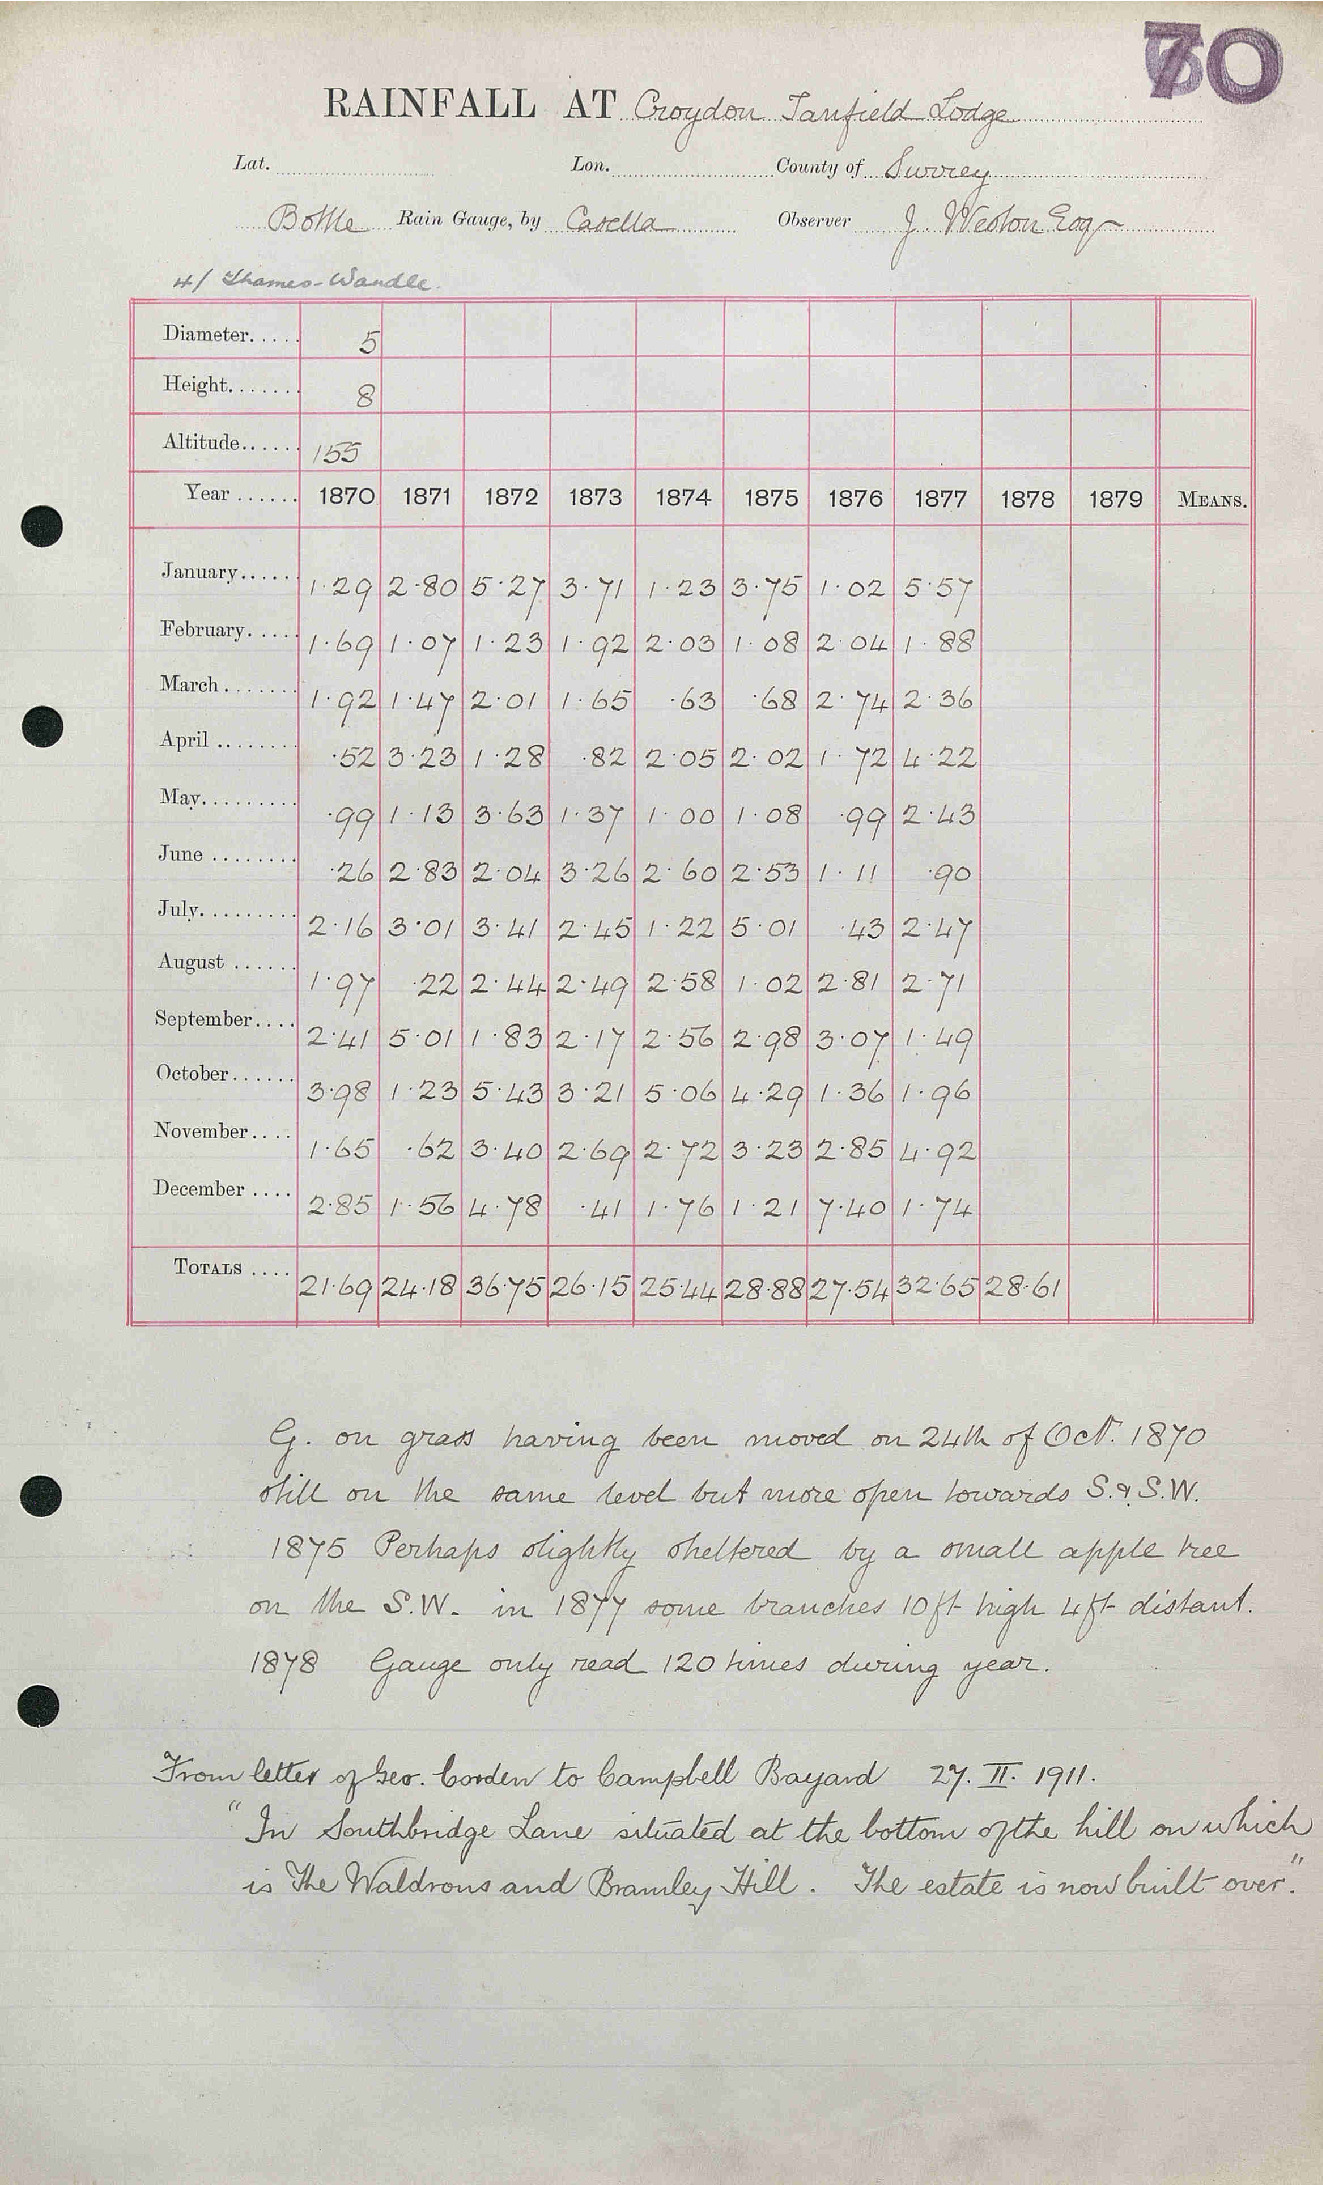 70
RAINFALL AT Croydon Tanfield Lodge
Lat. Lon. County of Surrey
Bottle Rain Gauge, by Casella Observer J. Weston Esq
4/ Thames-Wandle.
Diameter..... 5
Height....... 8
Altitude...... 155
Year ...... 1870 1871 1872 1873 1874 1875 1876 1877 1878 1879 MEANS.
January...... 1·29 2·80 5·27 3·71 1·23 3·75 1·02 5·57
February..... 1·69 1·07 1·23 1·92 2·03 1·08 2·04 1·88
March ....... 1·92 1·47 2·01 1·65 ·63 ·68 2·74 2·36
April ........ ·52 3·23 1·28 ·82 2·05 2·02 1·72 4·22
May......... ·99 1·13 3·63 1·37 1·00 1·08 ·99 2·43
June ........ ·26 2·83 2·04 3·26 2·60 2·53 1·11 ·90
July......... 2·16 3·01 3·41 2·45 1·22 5·01 ·43 2·47
August ...... 1·97 ·22 2·44 2·49 2·58 1·02 2·81 2·71
September.... 2·41 5·01 1·83 2·17 2·56 2·98 3·07 1·49
October...... 3·98 1·23 5·43 3·21 5·06 4·29 1·36 1·96
November.... 1·65 ·62 3·40 2·69 2·72 3·23 2·85 4·92
December .... 2·85 1·56 4·78 ·41 1·76 1·21 7·40 1·74
TOTALS .... 21·69 24·18 36·75 26·15 25·44 28·88 27·54 32·65 28·61
G. on grass having been moved on 24th of Oct. 1870
still on the same level but more open towards S. & S.W.
1875 Perhaps slightly sheltered by a small apple tree
on the S.W. in 1877 some branches 10ft high 4ft distant.
1878 Gauge only read 120 times during year.
From letter of Geo. Corden to Campbell Bayard 27. II. 1911.
"In Southbridge Lane situated at the bottom of the hill on which
is The Waldrons and Bramley Hill. The estate is now built over."